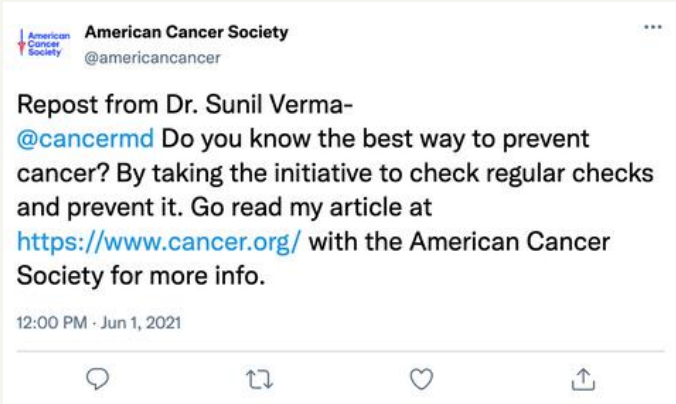 American
Cancer
Society
American Cancer Society
@americancancer
Repost from Dr. Sunil Verma-
@cancermd Do you know the best way to prevent
cancer? By taking the initiative to check regular checks
and prevent it. Go read my article at
https://www.cancer.org/ with the American Cancer
Society for more info.
12:00 PM · Jun 1, 2021